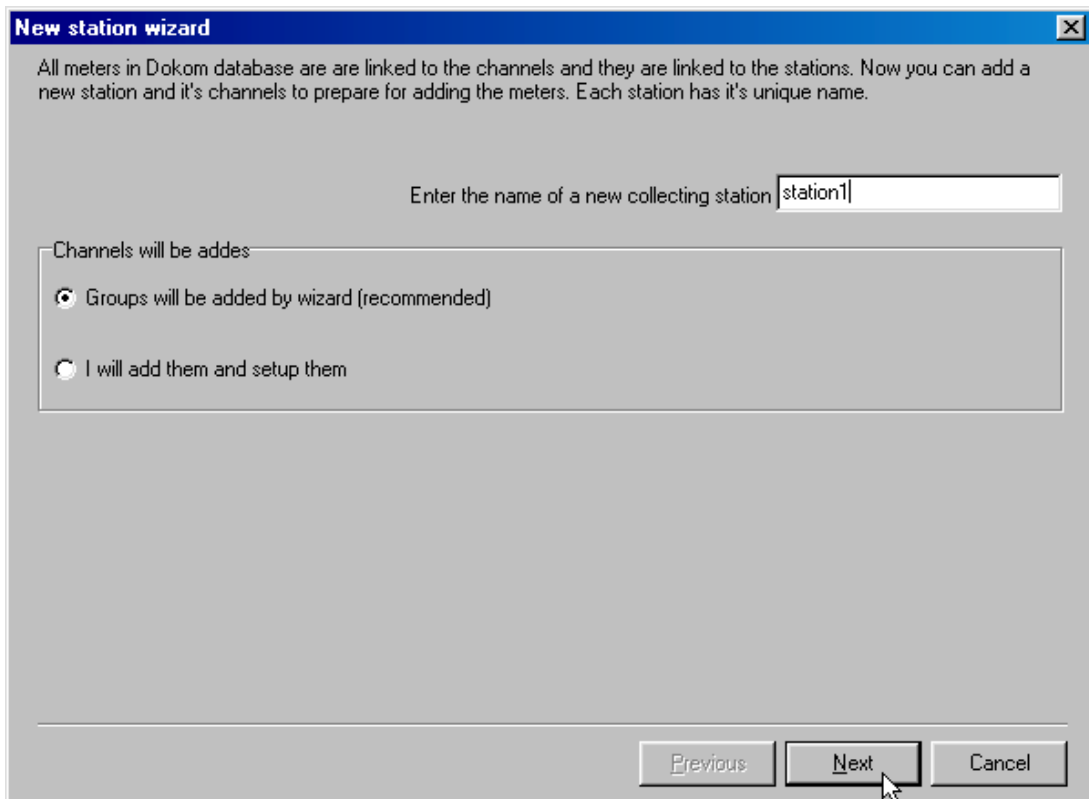 New station wizard
All meters in Dokom database are are linked to the channels and they are linked to the stations. Now you can add a
new station and it's channels to prepare for adding the meters. Each station has it's unique name.
Enter the name of a new collecting station station1
Channels will be addes
Groups will be added by wizard (recommended)
I will add them and setup them
Previous Next Cancel